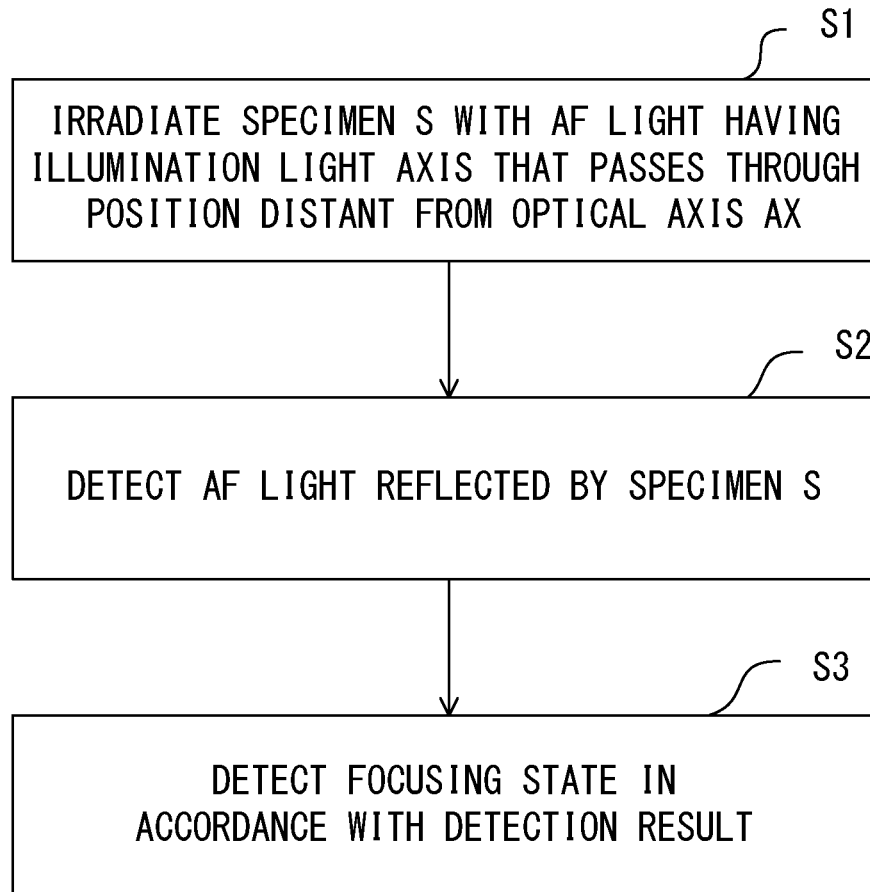 S1
IRRADIATE SPECIMEN S WITH AF LIGHT HAVING
ILLUMINATION LIGHT AXIS THAT PASSES THROUGH
POSITION DISTANT FROM OPTICAL AXIS AX
S2
DETECT AF LIGHT REFLECTED BY SPECIMEN S
S3
DETECT FOCUSING STATE IN
ACCORDANCE WITH DETECTION RESULT